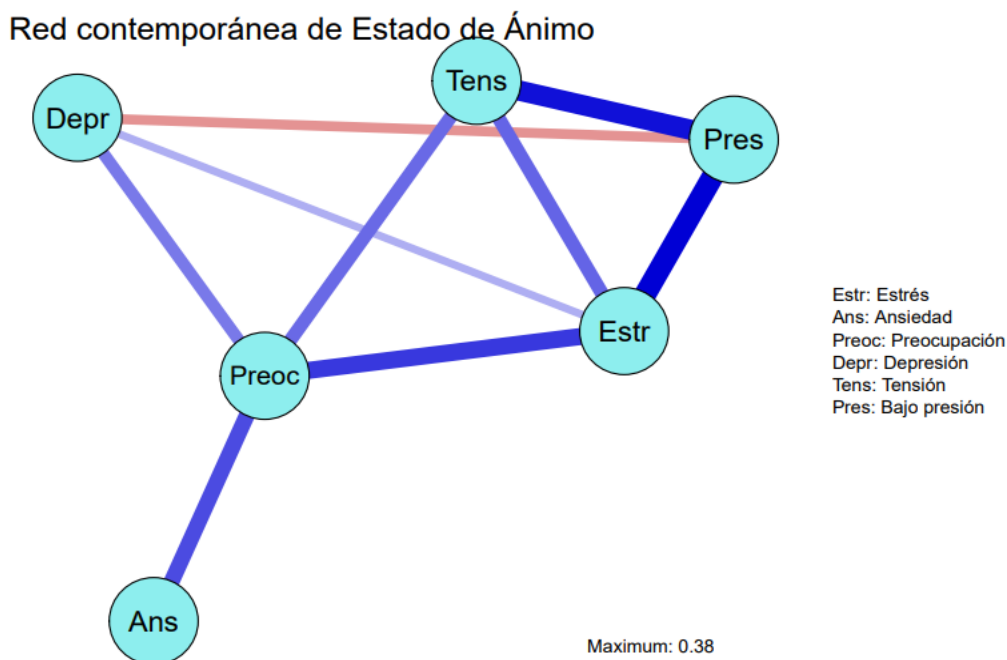 Red contemporánea de Estado de Ánimo
Tens
Depr
Pres
Estr
Preoc
Ans
Estr: Estrés
Ans: Ansiedad
Preoc: Preocupación
Depr: Depresión
Tens: Tensión
Pres: Bajo presión
Maximum: 0.38